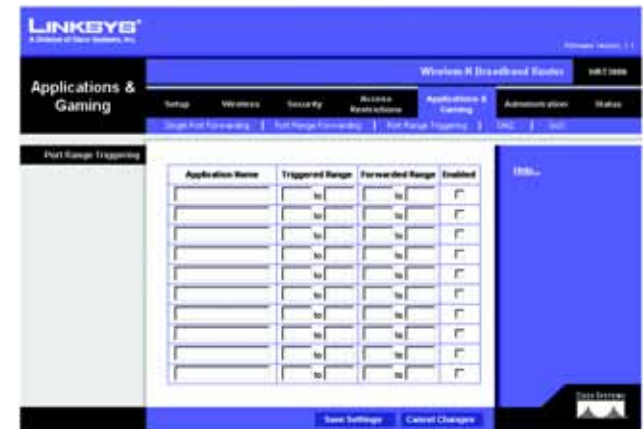 LINKSYS®
A Division of Cisco Systems, Inc.
Firmware Version: 1.1
Wireless-N Broadband Router
Applications & Gaming
Setup
Wireless
Security
Access Restrictions
Applications & Gaming
Administration
Status
Single Port Forwarding | Port Range Forwarding | Port Range Triggering | DMZ | QoS
Port Range Triggering
Application Name
Triggered Range
Forwarded Range
Enabled
to to
to to
to to
to to
to to
to to
to to
to to
to to
to to
Help...
Cisco Systems
Save Settings
Cancel Changes